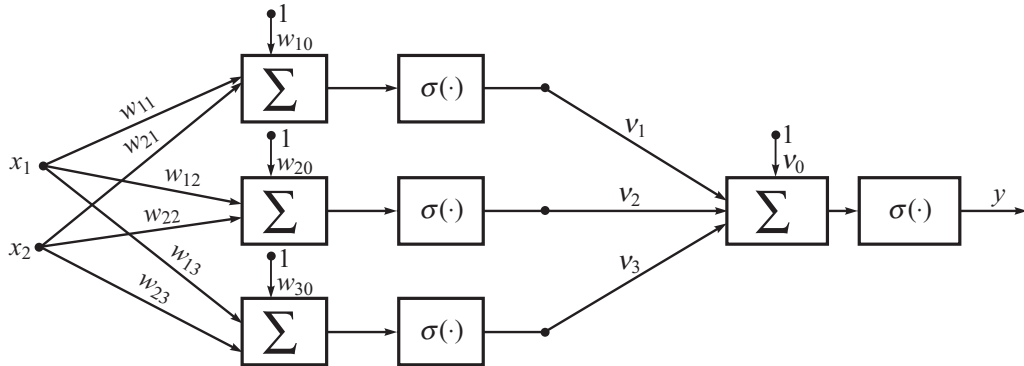 1
w₁₀
∑
σ(·)
w₁₁
w₂₁
v₁
1
w₂₀
1
v₀
x₁
w₁₂
∑
σ(·)
v₂
∑
σ(·)
y
w₂₂
x₂
w₁₃
1
w₃₀
v₃
w₂₃
∑
σ(·)